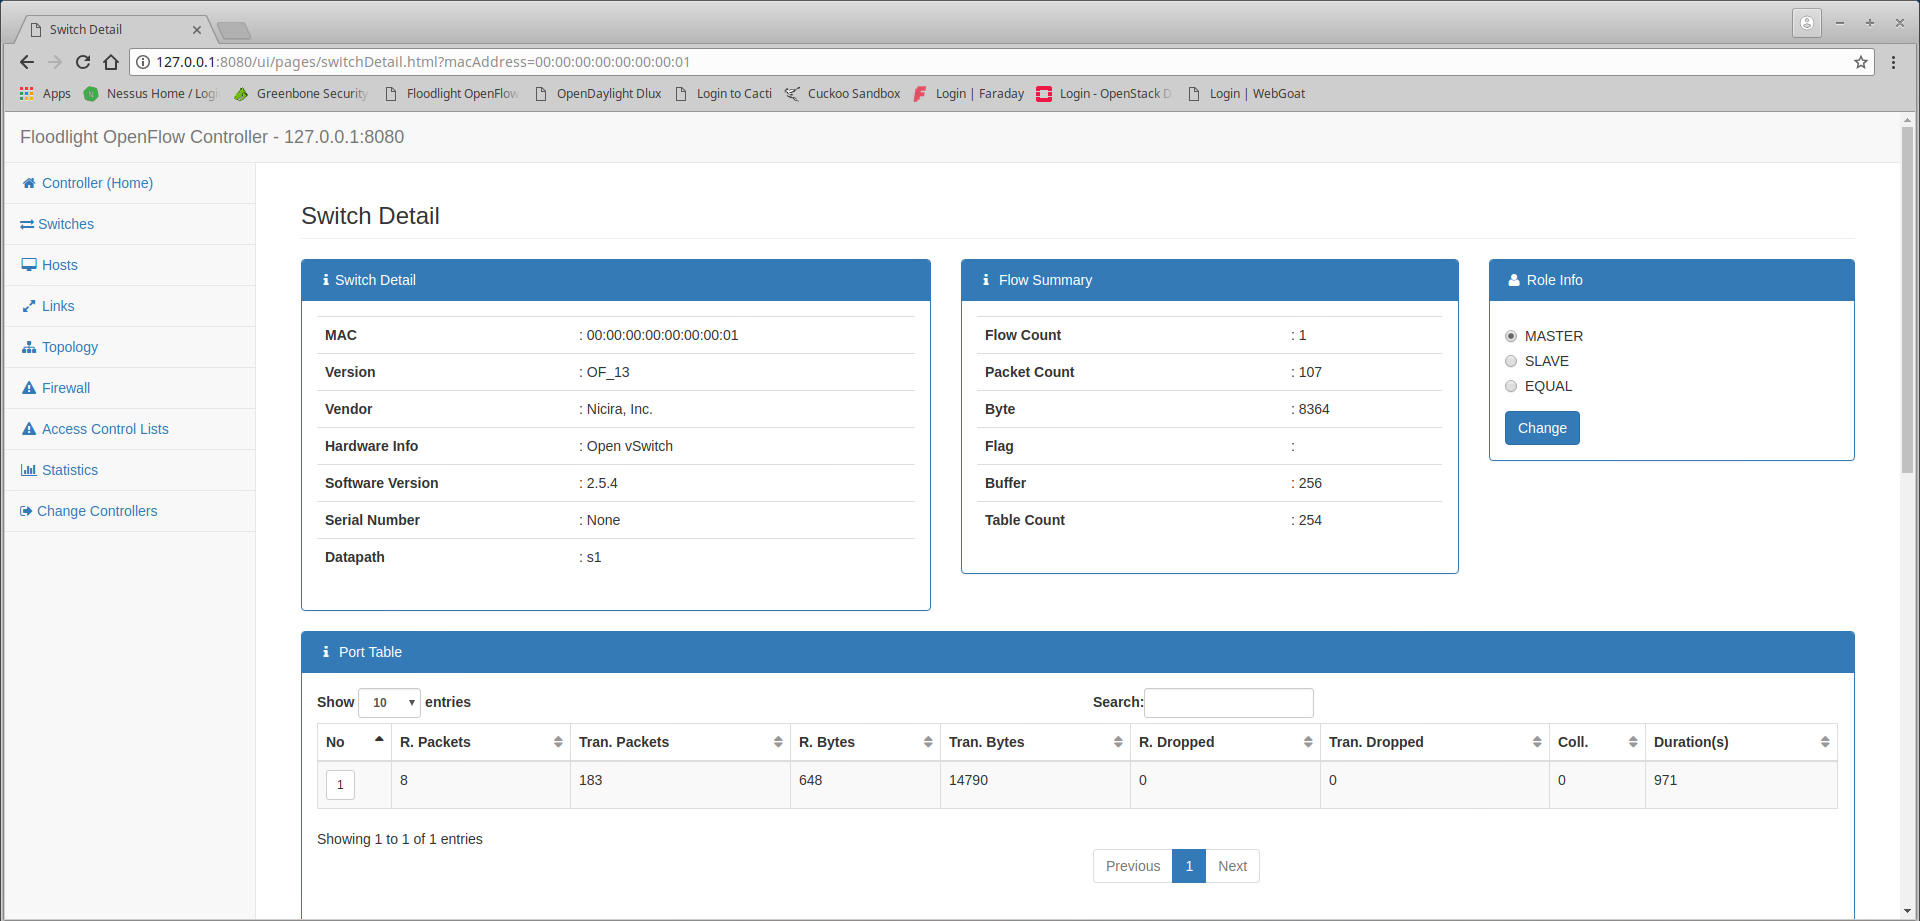 Switch Detail
127.0.0.1:8080/ui/pages/switchDetail.html?macAddress=00:00:00:00:00:00:00:01
Apps Nessus Home / Logi Greenbone Security Floodlight OpenFlow OpenDaylight Dlux Login to Cacti Cuckoo Sandbox Login | Faraday Login - OpenStack D Login | WebGoat
Floodlight OpenFlow Controller - 127.0.0.1:8080
Controller (Home)
Switches
Hosts
Links
Topology
Firewall
Access Control Lists
Statistics
Change Controllers
Switch Detail
Switch Detail
MAC : 00:00:00:00:00:00:00:01
Version : OF_13
Vendor : Nicira, Inc.
Hardware Info : Open vSwitch
Software Version : 2.5.4
Serial Number : None
Datapath : s1
Flow Summary
Flow Count : 1
Packet Count : 107
Byte : 8364
Flag :
Buffer : 256
Table Count : 254
Role Info
MASTER
SLAVE
EQUAL
Change
Port Table
Show 10 entries Search:
No R. Packets Tran. Packets R. Bytes Tran. Bytes R. Dropped Tran. Dropped Coll. Duration(s)
1 8 183 648 14790 0 0 0 971
Showing 1 to 1 of 1 entries
Previous 1 Next